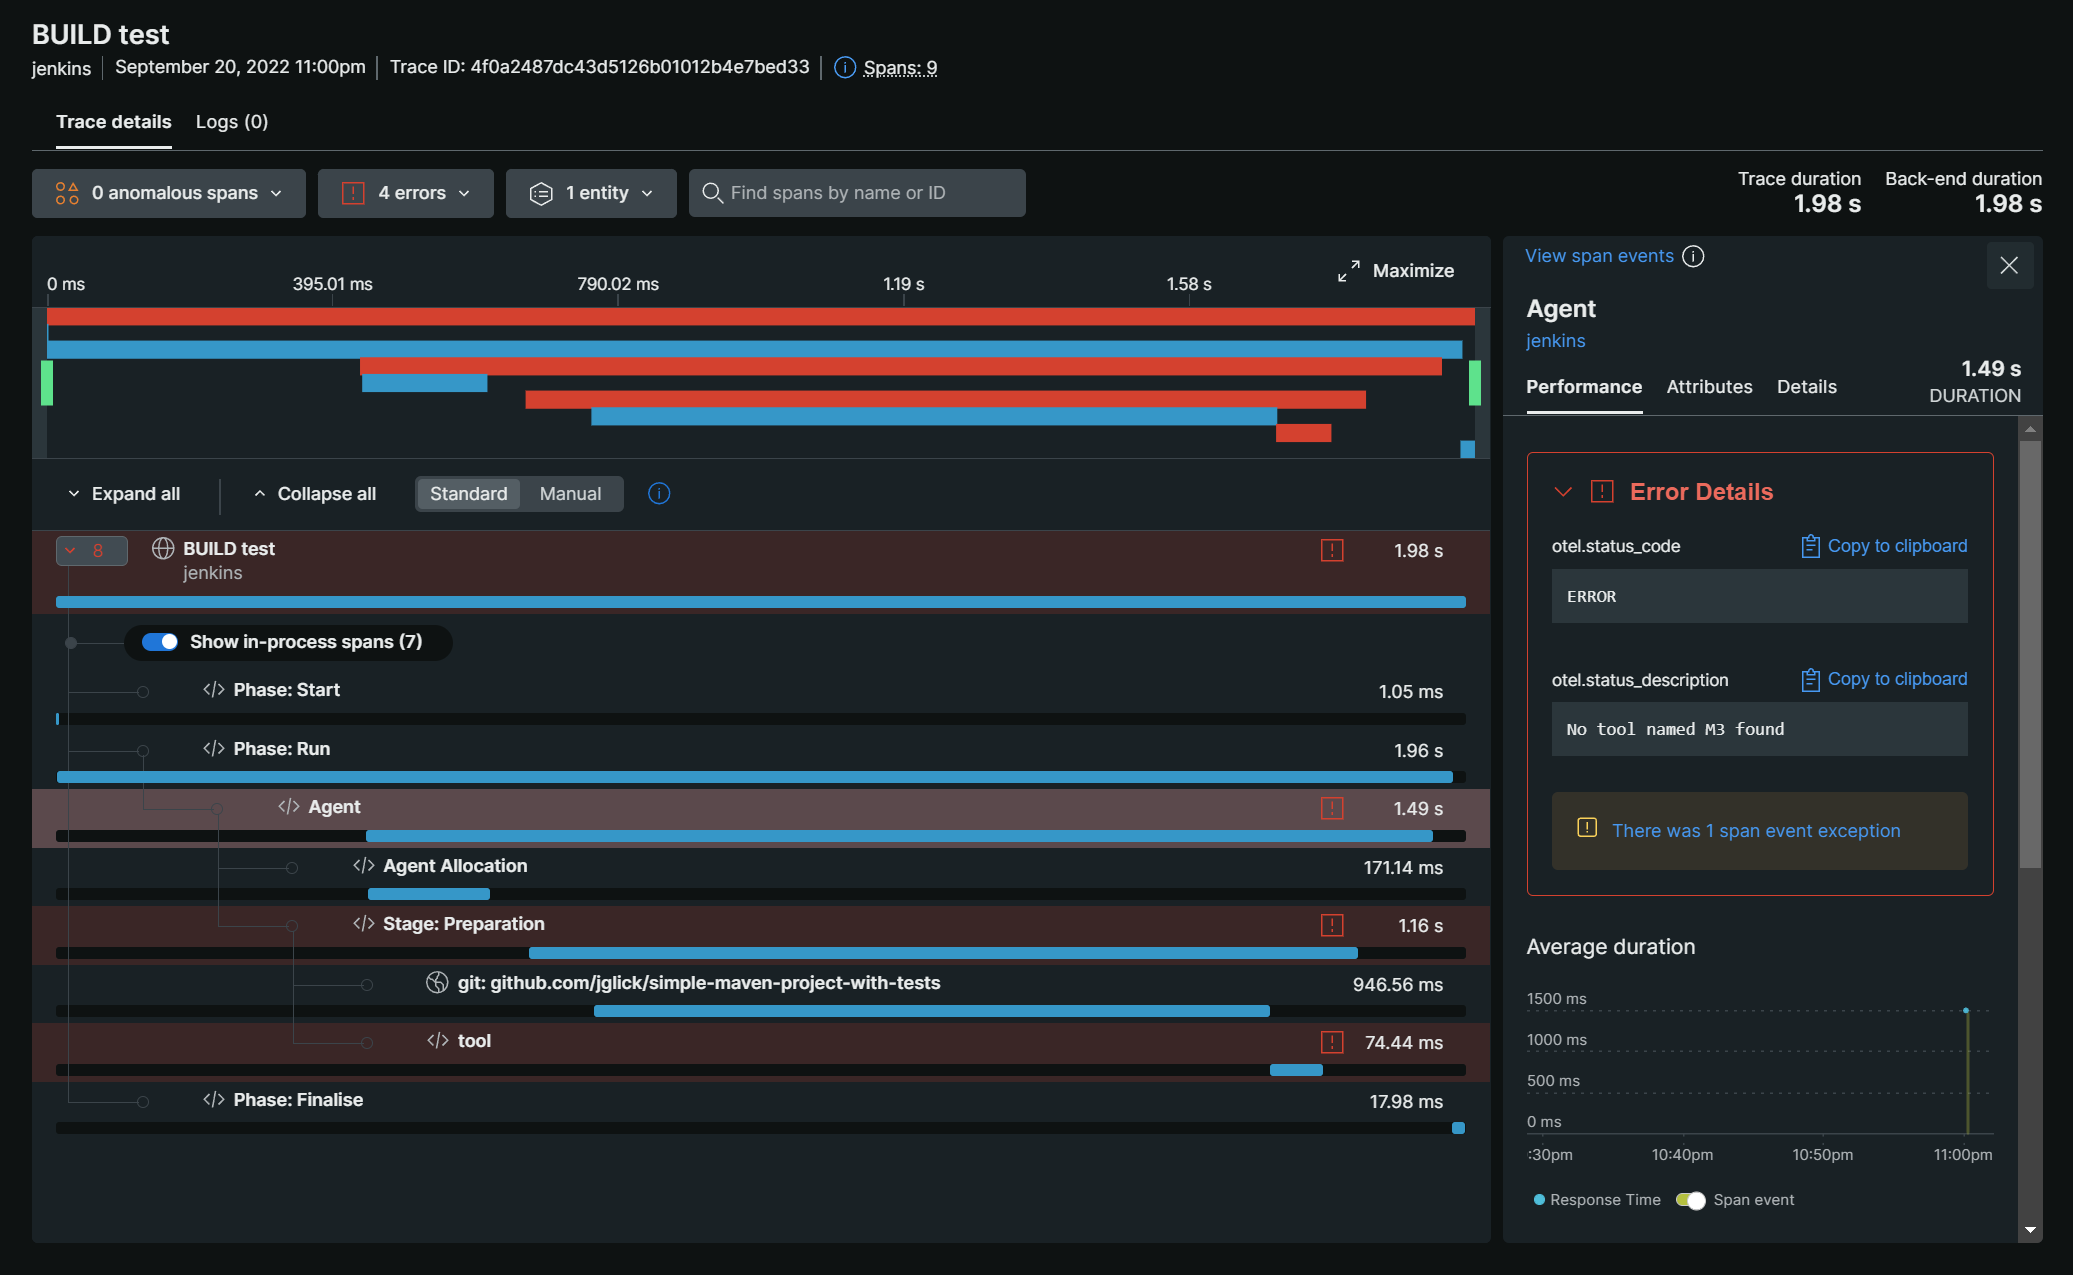 BUILD test
jenkins
September 20, 2022 11:00pm
Trace ID: 4f0a2487dc43d5126b01012b4e7bed33
Spans: 9
Trace details
Logs (0)
0 anomalous spans
4 errors
1 entity
Find spans by name or ID
Trace duration
1.98 s
Back-end duration
1.98 s
0 ms
395.01 ms
790.02 ms
1.19 s
1.58 s
Maximize
Expand all
Collapse all
Standard
Manual
8
BUILD test
jenkins
1.98 s
Show in-process spans (7)
Phase: Start
1.05 ms
Phase: Run
1.96 s
Agent
1.49 s
Agent Allocation
171.14 ms
Stage: Preparation
1.16 s
git: github.com/jglick/simple-maven-project-with-tests
946.56 ms
tool
74.44 ms
Phase: Finalise
17.98 ms
View span events
Agent
jenkins
1.49 s
DURATION
Performance
Attributes
Details
Error Details
otel.status_code
Copy to clipboard
ERROR
otel.status_description
Copy to clipboard
No tool named M3 found
There was 1 span event exception
Average duration
1500 ms
1000 ms
500 ms
0 ms
:30pm
10:40pm
10:50pm
11:00pm
Response Time
Span event